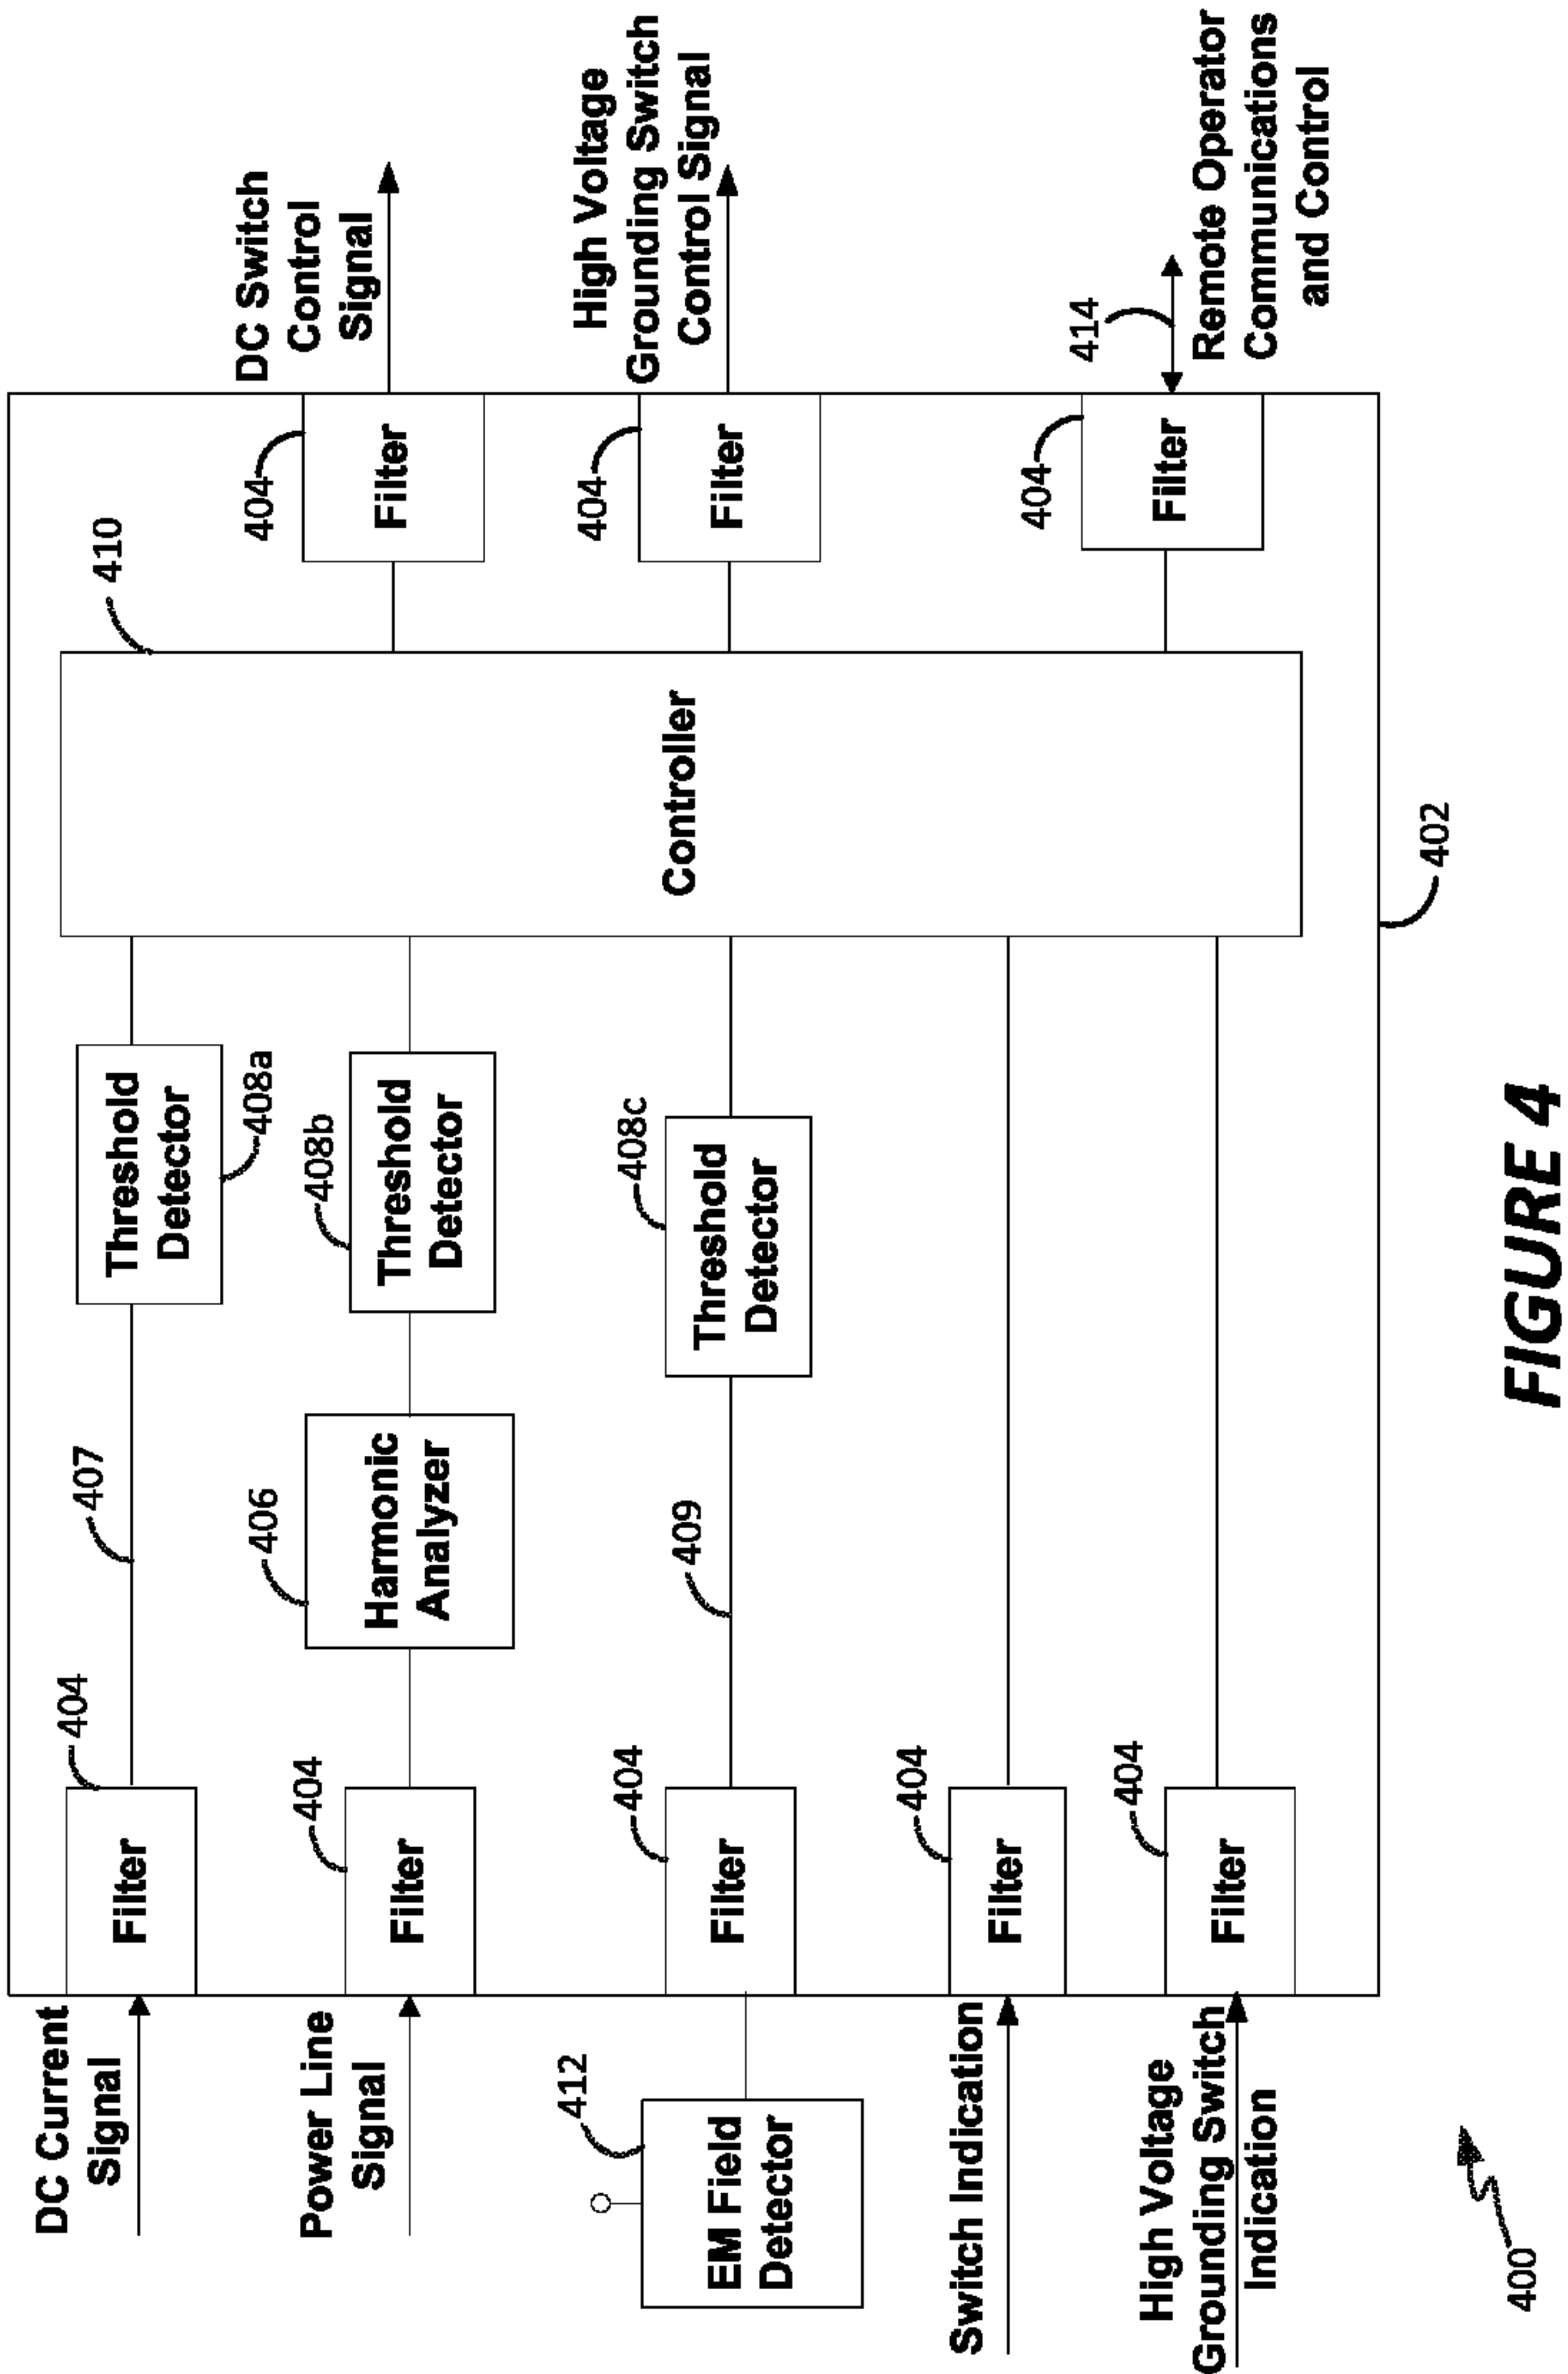 DC Current
Signal
404
Filter
407
Threshold
Detector
408a
410
Controller
404
Filter
DC Switch
Control
Signal
Power Line
Signal
404
Filter
406
Harmonic
Analyzer
408b
Threshold
Detector
404
Filter
High Voltage
Grounding Switch
Control Signal
412
EM Field
Detector
404
Filter
409
408c
Threshold
Detector
Switch Indication
404
Filter
404
Filter
414
Remote Operator
Communications
and Control
High Voltage
Grounding Switch
Indication
404
Filter
402
400
FIGURE 4